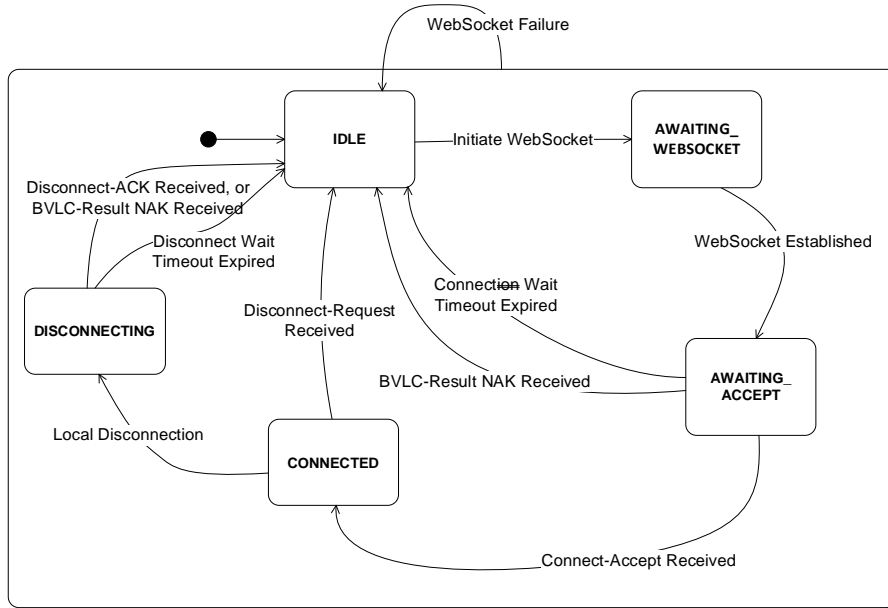 WebSocket Failure
IDLE
Initiate WebSocket
AWAITING_
WEBSOCKET
Disconnect-ACK Received, or
BVLC-Result NAK Received
Disconnect Wait
Timeout Expired
WebSocket Established
Connection Wait
Timeout Expired
DISCONNECTING
Disconnect-Request
Received
BVLC-Result NAK Received
AWAITING_
ACCEPT
Local Disconnection
CONNECTED
Connect-Accept Received